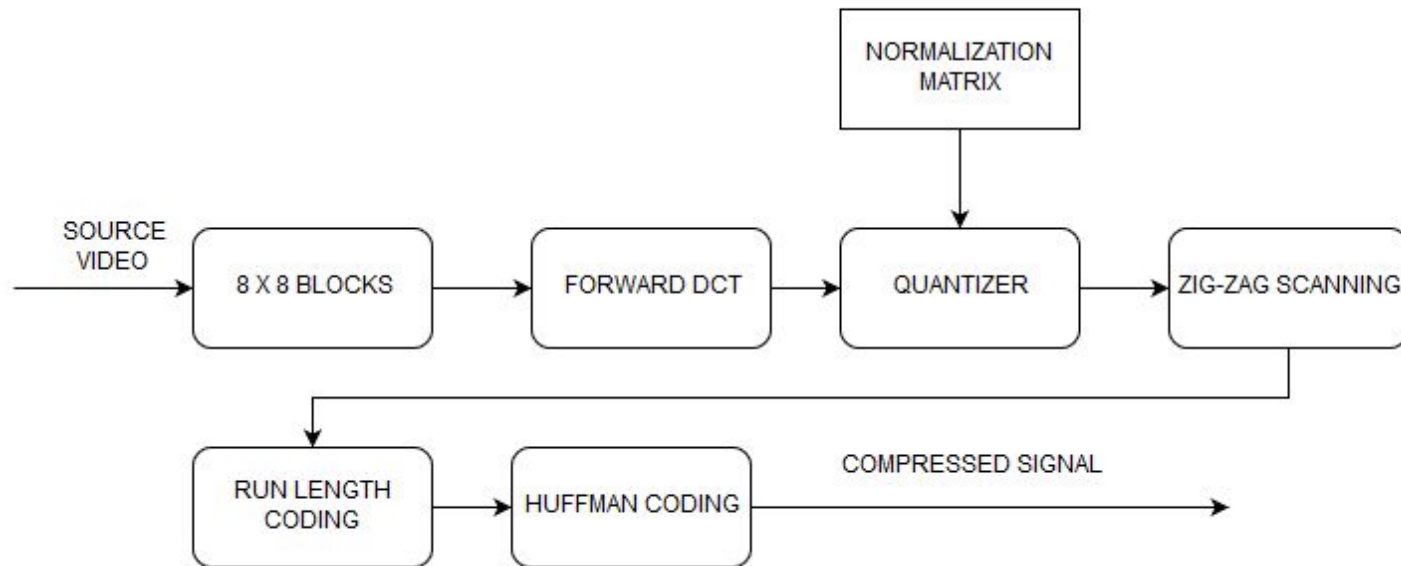 NORMALIZATION
MATRIX
SOURCE
VIDEO
8 X 8 BLOCKS
FORWARD DCT
QUANTIZER
ZIG-ZAG SCANNING
RUN LENGTH
CODING
HUFFMAN CODING
COMPRESSED SIGNAL